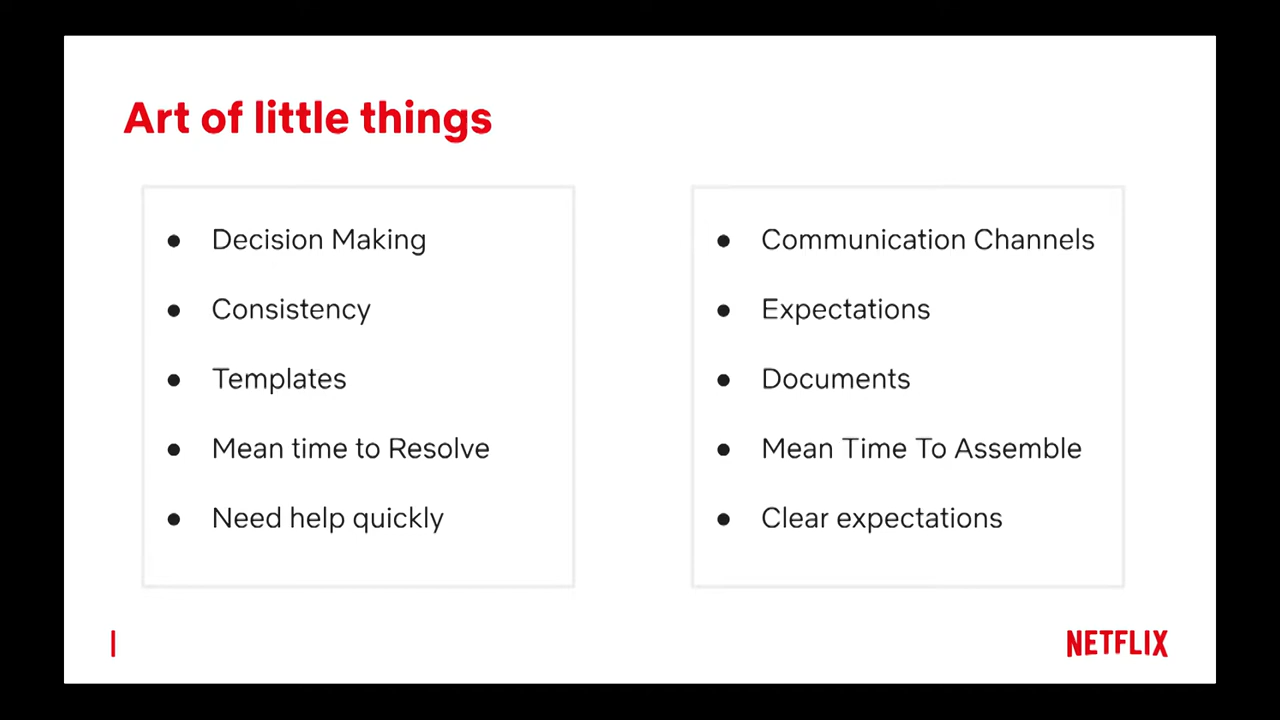 Art of little things
Decision Making
Consistency
Templates
Mean time to Resolve
Need help quickly
Communication Channels
Expectations
Documents
Mean Time To Assemble
Clear expectations
NETFLIX